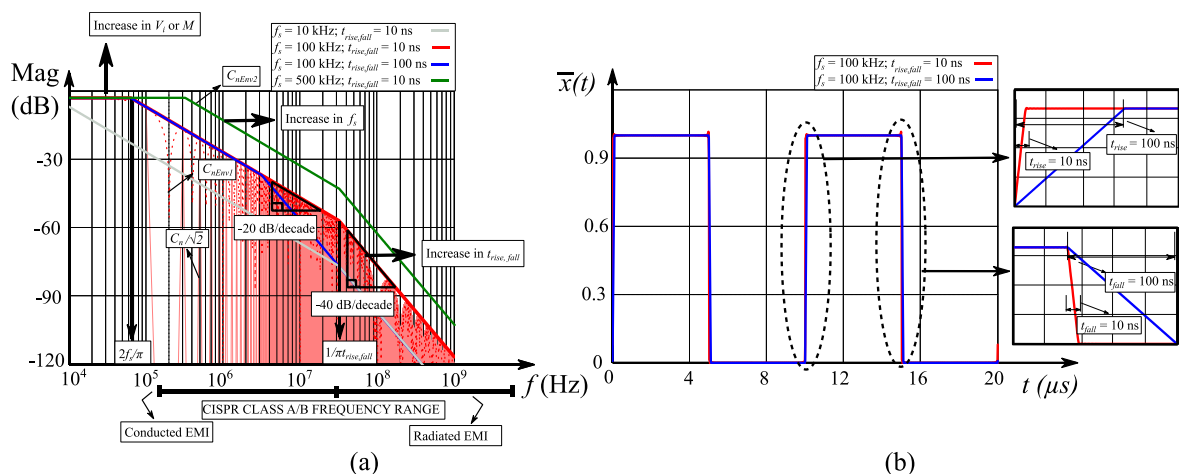 Increase in V_i or M
f_s = 10 kHz; t_rise,fall = 10 ns
f_s = 100 kHz; t_rise,fall = 10 ns
f_s = 100 kHz; t_rise,fall = 100 ns
f_s = 500 kHz; t_rise,fall = 10 ns
Mag
(dB)
C_nEnv2
Increase in f_s
-30
C_nEnv1
-20 dB/decade
C_n/√2
-60
Increase in t_rise, fall
-90
-40 dB/decade
2f_s/π
1/πt_rise,fall
-120
10^4
10^5
10^6
10^7
10^8
10^9
f (Hz)
CISPR CLASS A/B FREQUENCY RANGE
Conducted EMI
Radiated EMI
(a)
f_s = 100 kHz; t_rise,fall = 10 ns
f_s = 100 kHz; t_rise,fall = 100 ns
x̅(t)
0.9
0.6
0.3
0
0
4
8
12
16
20
t (μs)
t_rise = 100 ns
t_rise = 10 ns
t_fall = 100 ns
t_fall = 10 ns
(b)